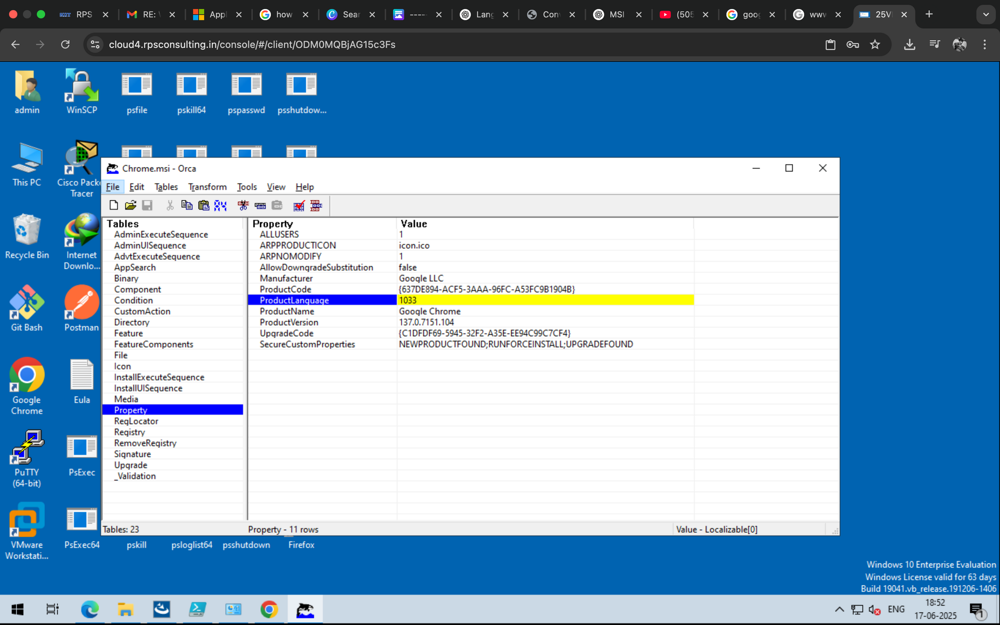 RPS
RE: \
Appl
how
Sear
-----
Lang
Con
MSI
(505
goog
www
25V
cloud4.rpsconsulting.in/console/#/client/ODM0MQBjAG15c3Fs
admin
WinSCP
psfile
pskill64
pspasswd
psshutdow...
This PC
Cisco Packe
Tracer
Recycle Bin
Internet
Downlo...
Git Bash
Postman
Google
Chrome
Eula
PuTTY
(64-bit)
PsExec
VMware
Workstati...
PsExec64
pskill
psloglist64
psshutdown
Firefox
Chrome.msi - Orca
File Edit Tables Transform Tools View Help
Tables
AdminExecuteSequence
AdminUISequence
AdvtExecuteSequence
AppSearch
Binary
Component
Condition
CustomAction
Directory
Feature
FeatureComponents
File
Icon
InstallExecuteSequence
InstallUISequence
Media
Property
RegLocator
Registry
RemoveRegistry
Signature
Upgrade
_Validation
Property Value
ALLUSERS 1
ARPPRODUCTICON icon.ico
ARPNOMODIFY 1
AllowDowngradeSubstitution false
Manufacturer Google LLC
ProductCode {637DE894-ACF5-3AAA-96FC-A53FC9B1904B}
ProductLanguage 1033
ProductName Google Chrome
ProductVersion 137.0.7151.104
UpgradeCode {C1DFDF69-5945-32F2-A35E-EE94C99C7CF4}
SecureCustomProperties NEWPRODUCTFOUND;RUNFORCEINSTALL;UPGRADEFOUND
Tables: 23 Property - 11 rows Value - Localizable[0]
Windows 10 Enterprise Evaluation
Windows License valid for 63 days
Build 19041.vb_release.191206-1406
ENG
18:52
17-06-2025
1